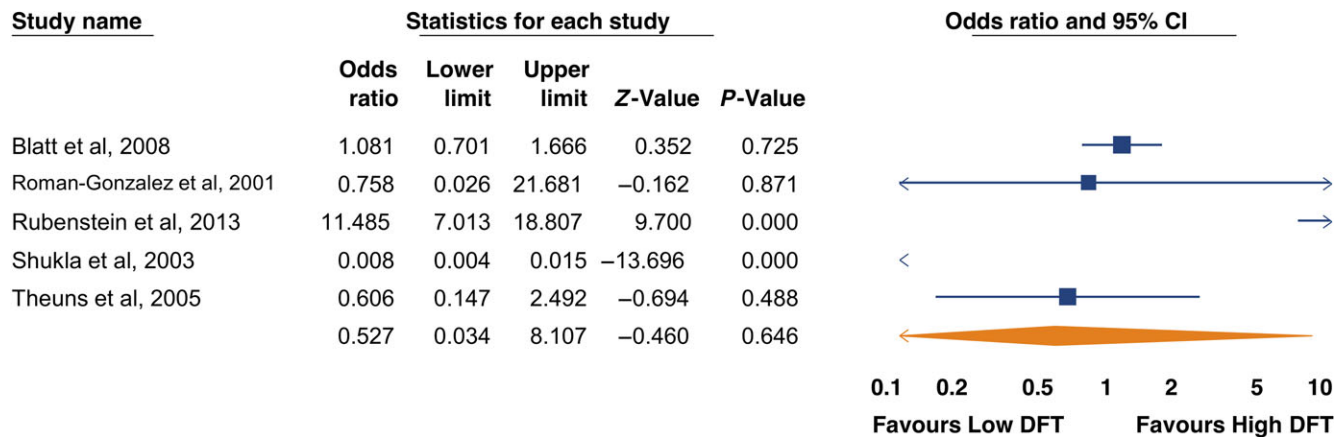 Study name Statistics for each study Odds ratio and 95% CI
Odds Lower Upper
ratio limit limit Z-Value P-Value
Blatt et al, 2008 1.081 0.701 1.666 0.352 0.725
Roman-Gonzalez et al, 2001 0.758 0.026 21.681 –0.162 0.871
Rubenstein et al, 2013 11.485 7.013 18.807 9.700 0.000
Shukla et al, 2003 0.008 0.004 0.015 –13.696 0.000
Theuns et al, 2005 0.606 0.147 2.492 –0.694 0.488
0.527 0.034 8.107 –0.460 0.646
0.1 0.2 0.5 1 2 5 10
Favours Low DFT Favours High DFT